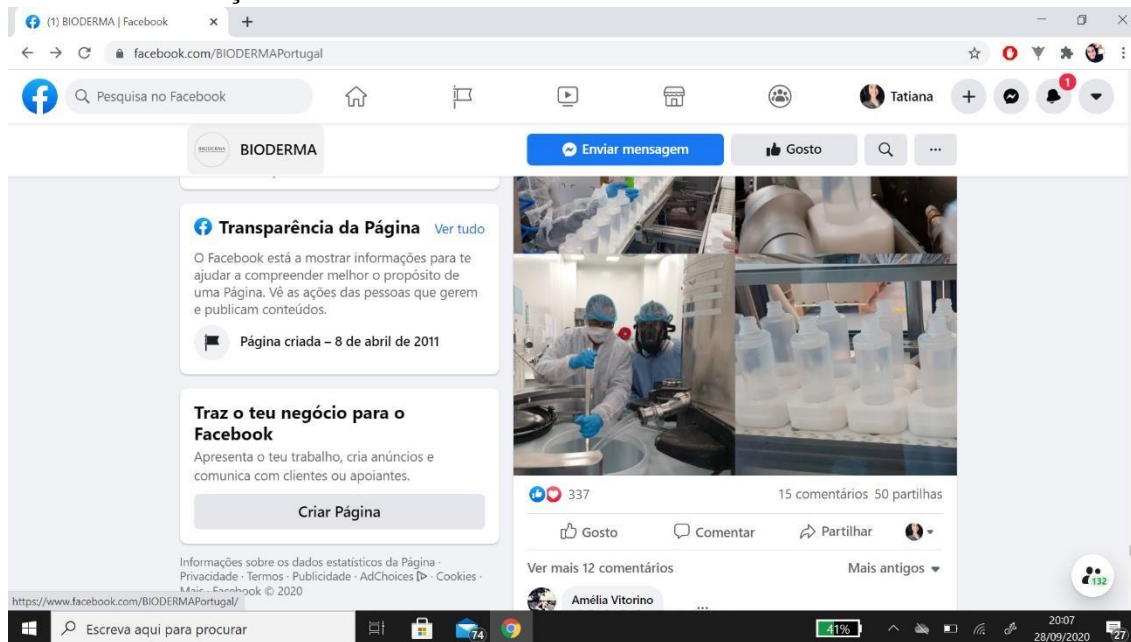 (1) BIODERMA | Facebook
facebook.com/BIODERMAPortugal
Pesquisa no Facebook
Tatiana
1
BIODERMA
BIODERMA
Enviar mensagem
Gosto
Transparência da Página Ver tudo
O Facebook está a mostrar informações para te
ajudar a compreender melhor o propósito de
uma Página. Vê as ações das pessoas que gerem
e publicam conteúdos.
Página criada – 8 de abril de 2011
Traz o teu negócio para o
Facebook
Apresenta o teu trabalho, cria anúncios e
comunica com clientes ou apoiantes.
Criar Página
Informações sobre os dados estatísticos da Página ·
Privacidade · Termos · Publicidade · AdChoices · Cookies ·
Mais · Facebook © 2020
337
15 comentários 50 partilhas
Gosto
Comentar
Partilhar
Ver mais 12 comentários
Mais antigos
Amélia Vitorino
132
https://www.facebook.com/BIODERMAPortugal/
Escreva aqui para procurar
74
41%
20:07
28/09/2020
27